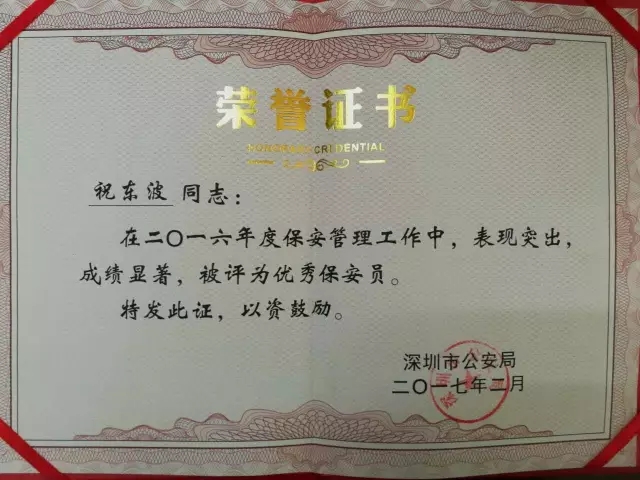 荣誉证书
HONORARY CREDENTIAL
祝东波 同志：
在二〇一六年度保安管理工作中，表现突出，
成绩显著，被评为优秀保安员。
特发此证，以资鼓励。
深圳市公安局
二〇一七年二月